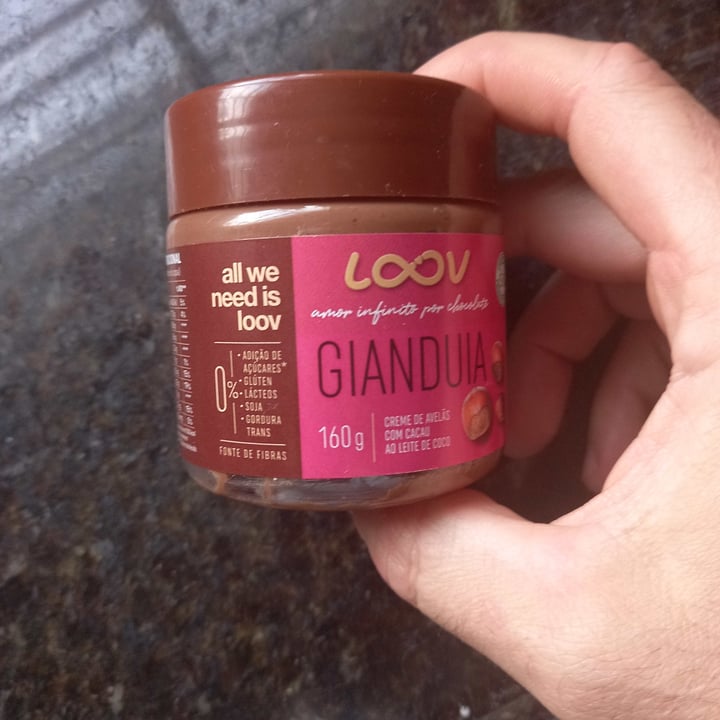 all we
need is
loov
0%
• ADIÇÃO DE
AÇÚCARES*
• GLÚTEN
• LÁCTEOS
• SOJA
• GORDURA
TRANS
FONTE DE FIBRAS
LOOV
amor infinito por chocolate
GIANDUIA
160g
CREME DE AVELÃS
COM CACAU
AO LEITE DE COCO